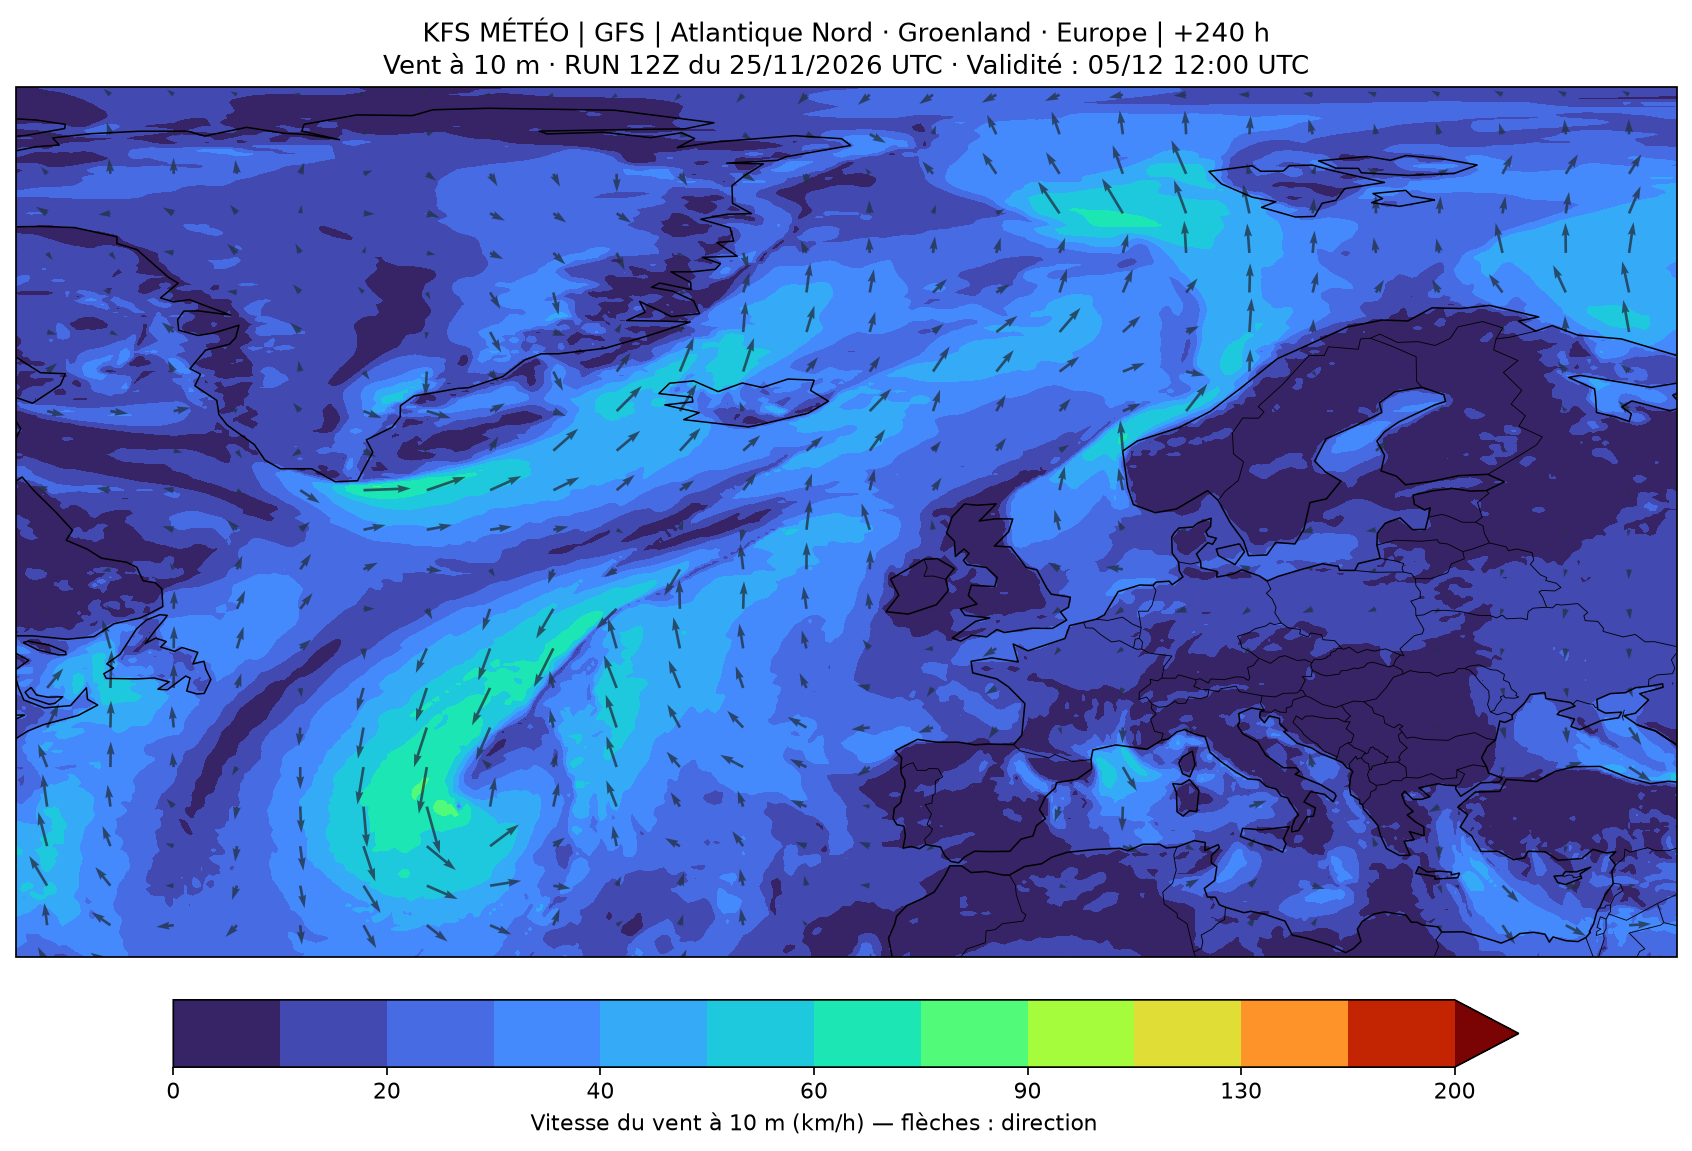 KFS MÉTÉO | GFS | Atlantique Nord · Groenland · Europe | +240 h
Vent à 10 m · RUN 12Z du 25/11/2026 UTC · Validité : 05/12 12:00 UTC
0 20 40 60 90 130 200
Vitesse du vent à 10 m (km/h) — flèches : direction